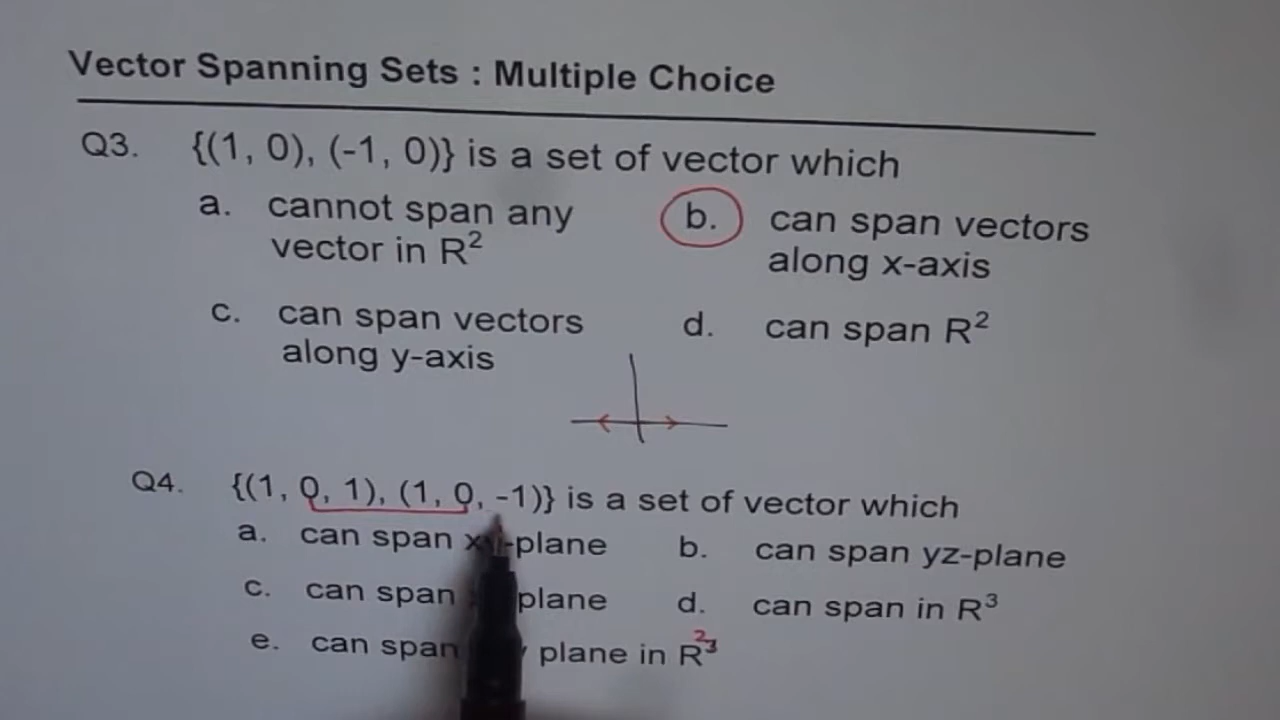 Vector Spanning Sets : Multiple Choice
Q3. {(1, 0), (-1, 0)} is a set of vector which
a. cannot span any vector in R²
b. can span vectors along x-axis
c. can span vectors along y-axis
d. can span R²
Q4. {(1, 0, 1), (1, 0, -1)} is a set of vector which
a. can span -plane
b. can span yz-plane
c. can span plane
d. can span in R³
e. can span plane in R